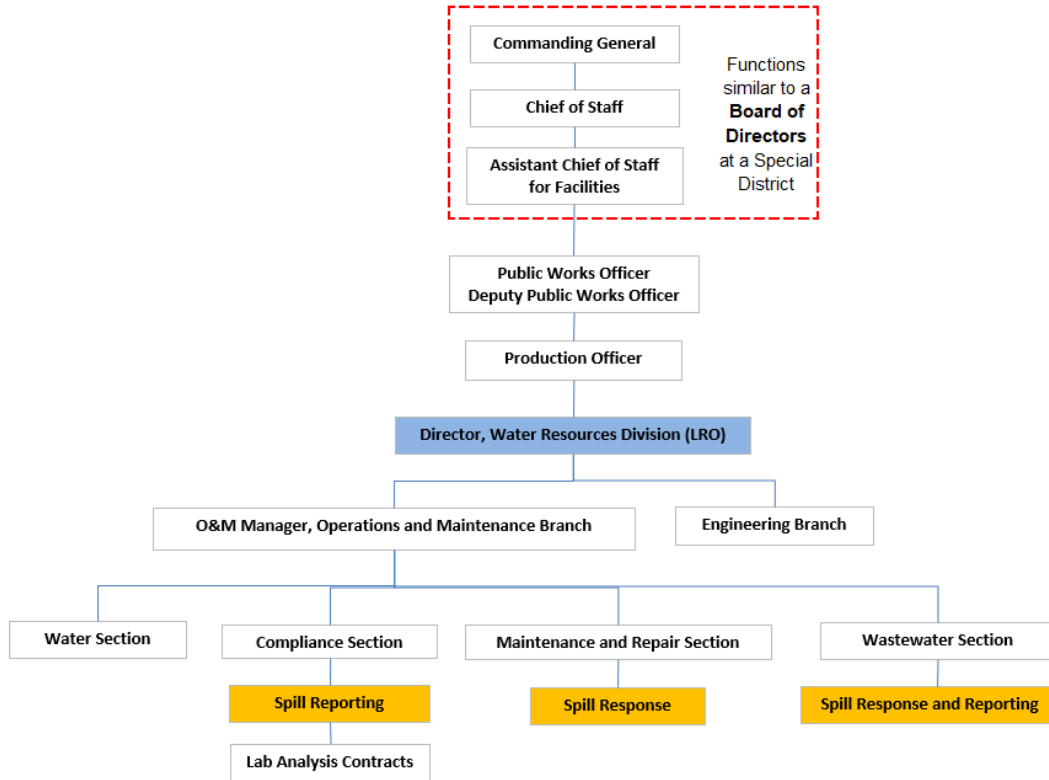 Commanding General
Functions
similar to a
Board of
Directors
at a Special
District
Chief of Staff
Assistant Chief of Staff
for Facilities
Public Works Officer
Deputy Public Works Officer
Production Officer
Director, Water Resources Division (LRO)
O&M Manager, Operations and Maintenance Branch
Engineering Branch
Water Section
Compliance Section
Maintenance and Repair Section
Wastewater Section
Spill Reporting
Spill Response
Spill Response and Reporting
Lab Analysis Contracts